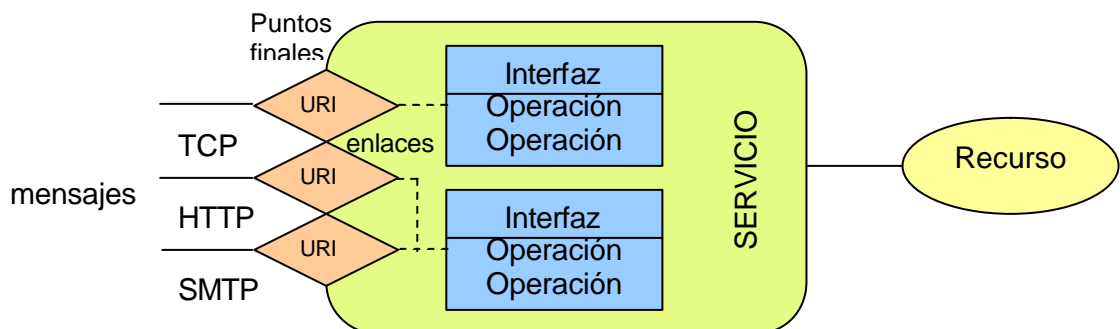 Puntos
finales
URI
Interfaz
Operación
Operación
TCP
enlaces
URI
mensajes
HTTP
URI
Interfaz
Operación
Operación
SMTP
SERVICIO
Recurso